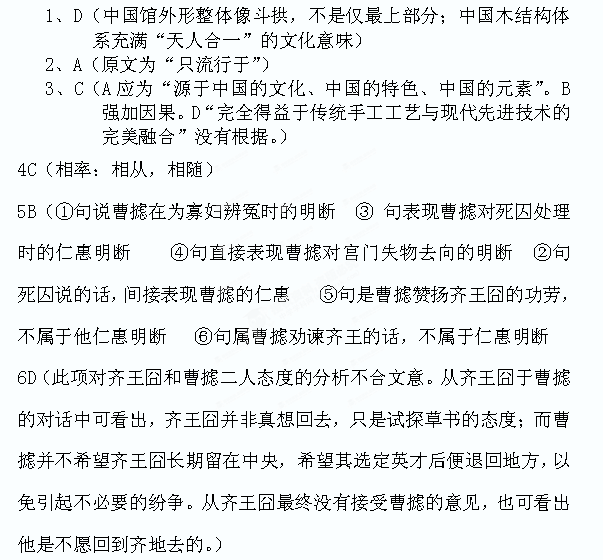 1、D（中国馆外形整体像斗拱，不是仅最上部分；中国木结构体
系充满“天人合一”的文化意味）
2、A（原文为“只流行于”）
3、C（A应为“源于中国的文化、中国的特色、中国的元素”。B
强加因果。D“完全得益于传统手工工艺与现代先进技术的
完美融合”没有根据。）
4C（相率：相从，相随）
5B（①句说曹摅在为寡妇辨冤时的明断 ③ 句表现曹摅对死囚处理
时的仁惠明断 ④句直接表现曹摅对宫门失物去向的明断 ②句
死囚说的话，间接表现曹摅的仁惠 ⑤句是曹摅赞扬齐王囧的功劳，
不属于他仁惠明断 ⑥句属曹摅劝谏齐王的话，不属于仁惠明断
6D（此项对齐王囧和曹摅二人态度的分析不合文意。从齐王囧于曹摅
的对话中可看出，齐王囧并非真想回去，只是试探草书的态度；而曹
摅并不希望齐王囧长期留在中央，希望其选定英才后便退回地方，以
免引起不必要的纷争。从齐王囧最终没有接受曹摅的意见，也可看出
他是不愿回到齐地去的。）